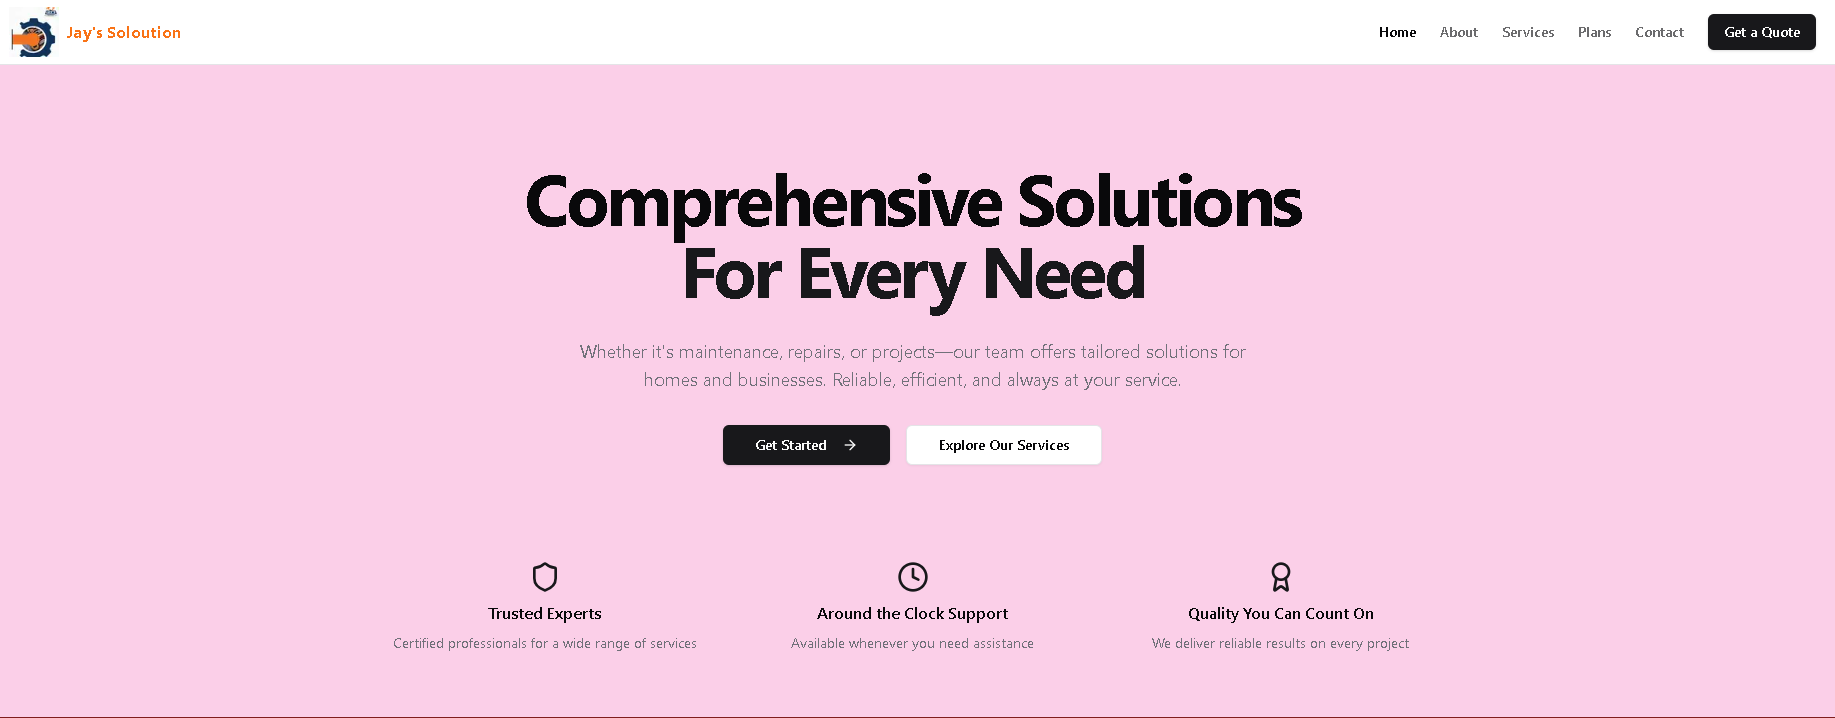 Jay's Soloution
Home
About
Services
Plans
Contact
Get a Quote
Comprehensive Solutions
For Every Need
Whether it's maintenance, repairs, or projects—our team offers tailored solutions for
homes and businesses. Reliable, efficient, and always at your service.
Get Started →
Explore Our Services
Trusted Experts
Certified professionals for a wide range of services
Around the Clock Support
Available whenever you need assistance
Quality You Can Count On
We deliver reliable results on every project